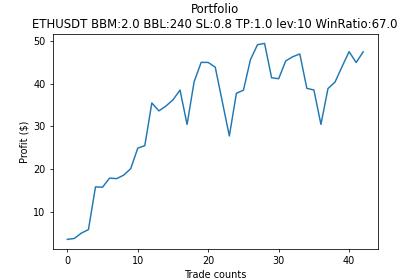 Portfolio
ETHUSDT BBM:2.0 BBL:240 SL:0.8 TP:1.0 lev:10 WinRatio:67.0
50
40
30
20
10
Profit ($)
0
10
20
30
40
Trade counts